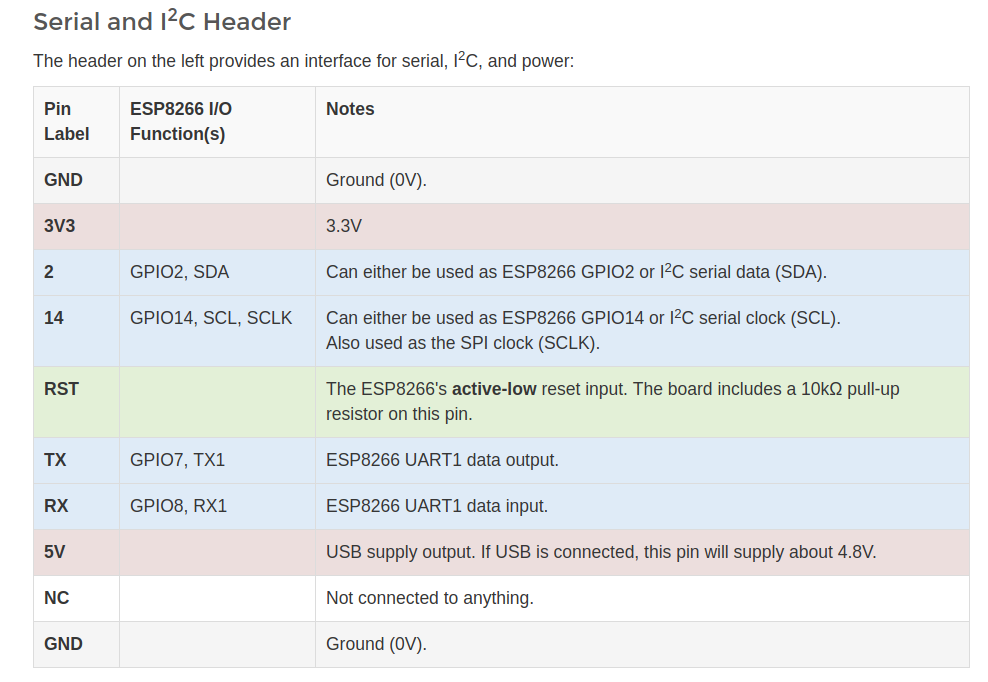 Serial and I²C Header
The header on the left provides an interface for serial, I²C, and power:
Pin Label ESP8266 I/O Function(s) Notes
GND Ground (0V).
3V3 3.3V
2 GPIO2, SDA Can either be used as ESP8266 GPIO2 or I²C serial data (SDA).
14 GPIO14, SCL, SCLK Can either be used as ESP8266 GPIO14 or I²C serial clock (SCL).
Also used as the SPI clock (SCLK).
RST The ESP8266's active-low reset input. The board includes a 10kΩ pull-up
resistor on this pin.
TX GPIO7, TX1 ESP8266 UART1 data output.
RX GPIO8, RX1 ESP8266 UART1 data input.
5V USB supply output. If USB is connected, this pin will supply about 4.8V.
NC Not connected to anything.
GND Ground (0V).